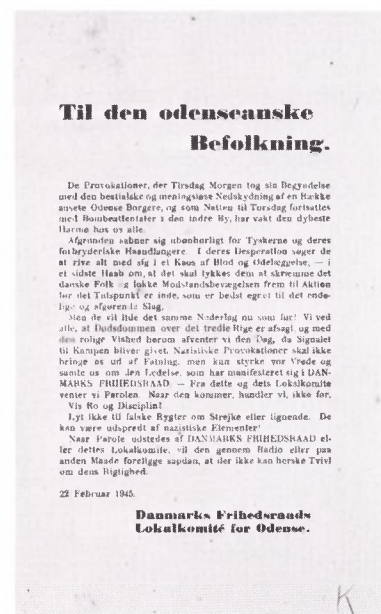 Til den odenseanske
Befolkning.
De Provokationer, der Tirsdag Morgen tog sin Begyndelse
med den bestialske og meningsløse Nedskydning af en Række
ansete Odense Borgere, og som Natten til Torsdag fortsattes
med Bombeattentater i den indre By, har vakt den dybeste
Harme hos os alle.
Afgrunden aabner sig ubønhørligt for Tyskerne og deres
forbryderiske Haandlangere. I deres Desperation søger de
at rive alt med sig i et Kaos af Blod og Ødelæggelse, — i
et sidste Haab om, at det skal lykkes dem at skræmme det
danske Folk og lokke Modstandsbevægelsen frem til Aktion
før det Tidspunkt er inde, som er bedst egnet til det ende-
lige og afgørende Slag.
Men de vil lide det samme Nederlag nu som før! Vi ved
alle, at Dødsdommen over det tredie Rige er afsagt, og med
den rolige Vished herom afventer vi den Dag, da Signalet
til Kampen bliver givet. Nazistiske Provokationer skal ikke
bringe os ud af Fatning, men kun styrke vor Vrede og
samle os om den Ledelse, som har manifesteret sig i DAN-
MARKS FRIHEDSRAAD. — Fra dette og dets Lokalkomite
venter vi Parolen. Naar den kommer, handler vi, ikke før.
Vis Ro og Disciplin!
Lyt ikke til falske Rygter om Strejke eller lignende. De
kan være udspredt af nazistiske Elementer!
Naar Parole udstedes af DANMARKS FRIHEDSRAAD el-
ler dettes Lokalkomite, vil den gennem Radio eller paa
anden Maade foreligge saadan, at der ikke kan herske Tvivl
om dens Rigtighed.
22 Februar 1945.
Danmarks Frihedsraads
Lokalkomité for Odense.
K